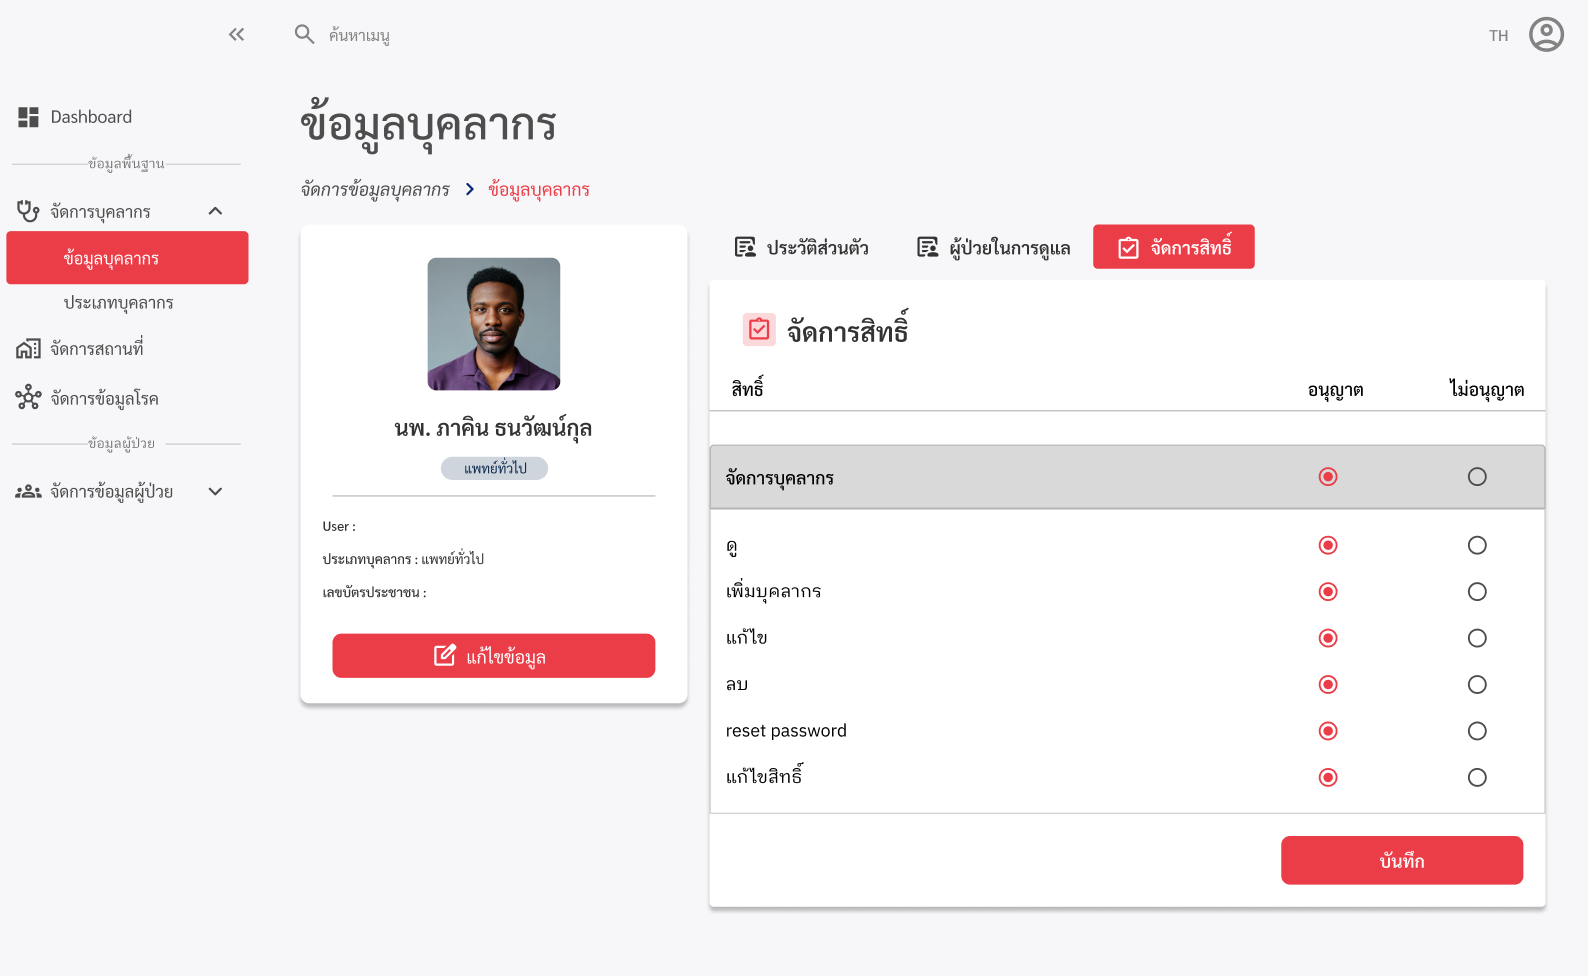 ค้นหาเมนู
TH
Dashboard
ข้อมูลพื้นฐาน
จัดการบุคลากร
ข้อมูลบุคลากร
ประเภทบุคลากร
จัดการสถานที่
จัดการข้อมูลโรค
ข้อมูลผู้ป่วย
จัดการข้อมูลผู้ป่วย
ข้อมูลบุคลากร
จัดการข้อมูลบุคลากร > ข้อมูลบุคลากร
นพ. ภาคิน ธนวัฒน์กุล
แพทย์ทั่วไป
User :
ประเภทบุคลากร : แพทย์ทั่วไป
เลขบัตรประชาชน :
แก้ไขข้อมูล
ประวัติส่วนตัว ผู้ป่วยในการดูแล จัดการสิทธิ์
จัดการสิทธิ์
สิทธิ์ อนุญาต ไม่อนุญาต
จัดการบุคลากร
ดู
เพิ่มบุคลากร
แก้ไข
ลบ
reset password
แก้ไขสิทธิ์
บันทึก